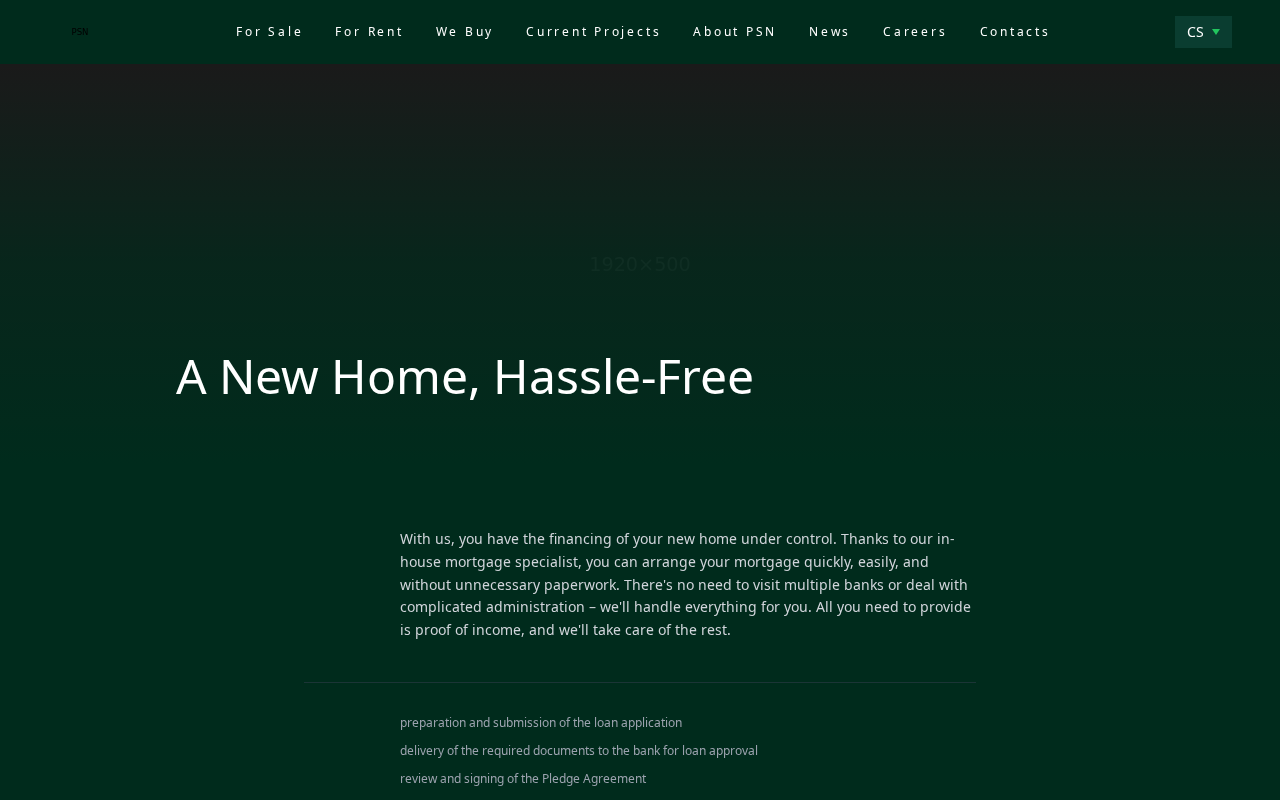 PSN
For Sale
For Rent
We Buy
Current Projects
About PSN
News
Careers
Contacts
CS
1920×500
A New Home, Hassle-Free
With us, you have the financing of your new home under control. Thanks to our in-
house mortgage specialist, you can arrange your mortgage quickly, easily, and
without unnecessary paperwork. There's no need to visit multiple banks or deal with
complicated administration – we'll handle everything for you. All you need to provide
is proof of income, and we'll take care of the rest.
preparation and submission of the loan application
delivery of the required documents to the bank for loan approval
review and signing of the Pledge Agreement